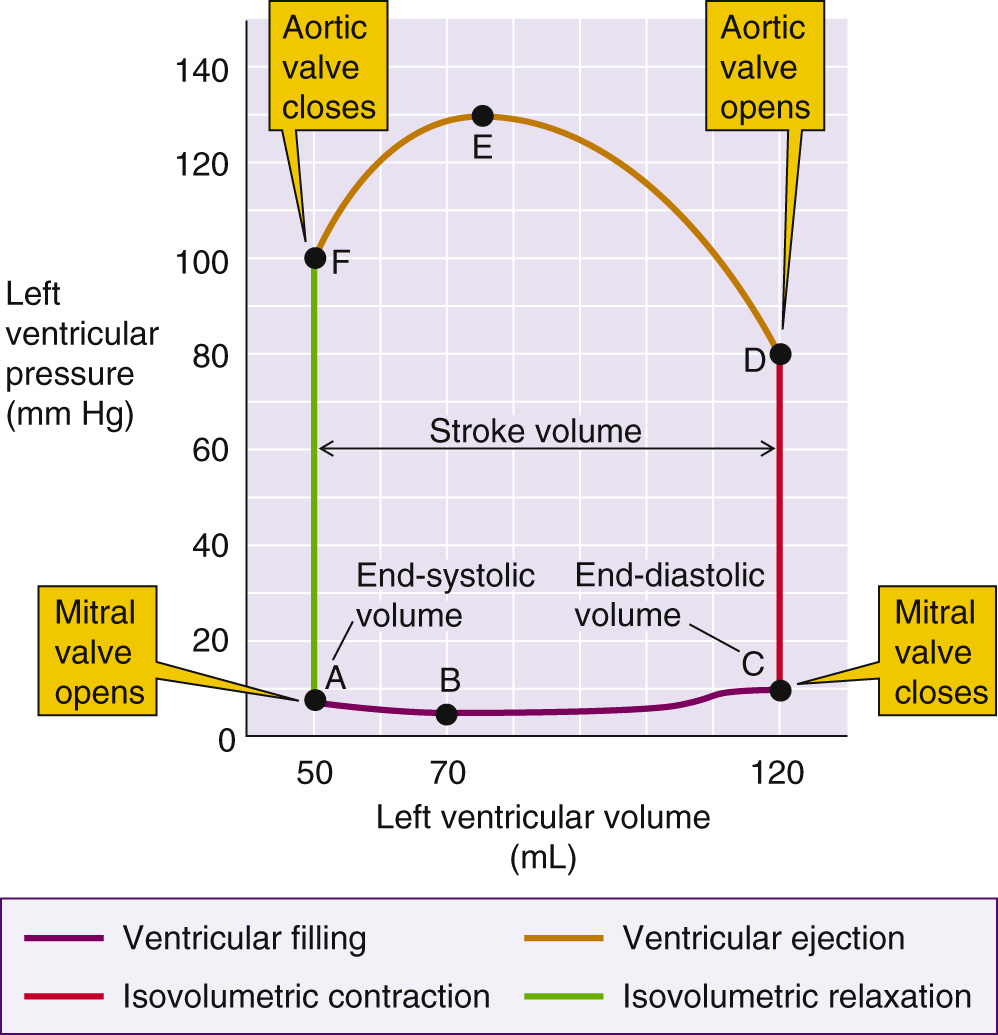 Aortic
valve
closes
Aortic
valve
opens
140
120
100
80
60
40
20
0
Left
ventricular
pressure
(mm Hg)
E
F
D
Stroke volume
End-systolic
volume
End-diastolic
volume
Mitral
valve
opens
A
B
C
Mitral
valve
closes
50 70 120
Left ventricular volume
(mL)
Ventricular filling
Ventricular ejection
Isovolumetric contraction
Isovolumetric relaxation